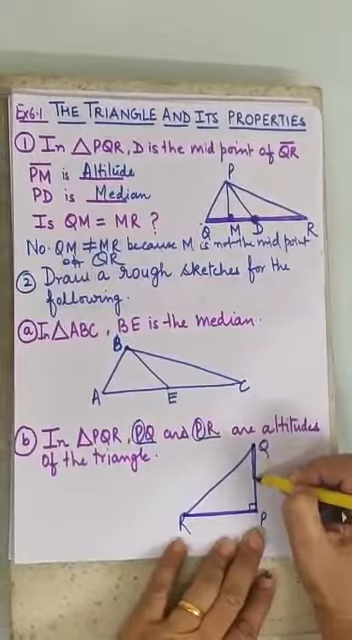 Ex 6.1 THE TRIANGLE AND ITS PROPERTIES
① In △PQR, D is the mid point of QR
PM is Altitude
PD is Median
Is QM = MR ?
P
Q M D R
No. QM ≠ MR because M is not the mid point
of QR
② Draw a rough sketches for the
following.
ⓐ In △ABC, BE is the median.
B
A E C
ⓑ In △PQR, PQ and PR are altitudes
of the triangle.
Q
R P